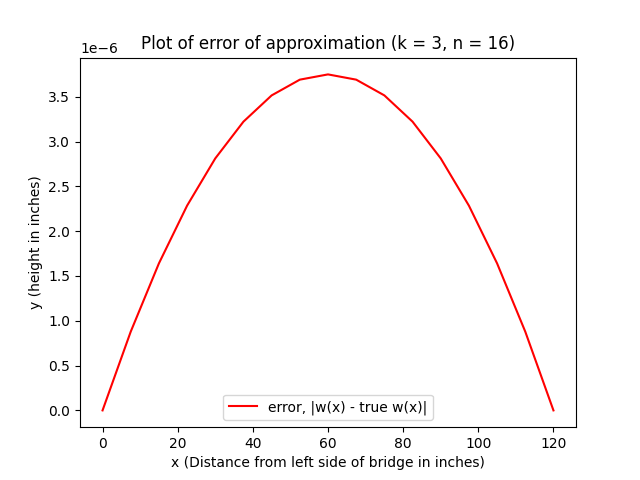 Plot of error of approximation (k = 3, n = 16)
1e−6
3.5
3.0
2.5
2.0
1.5
1.0
0.5
0.0
y (height in inches)
error, |w(x) - true w(x)|
0 20 40 60 80 100 120
x (Distance from left side of bridge in inches)